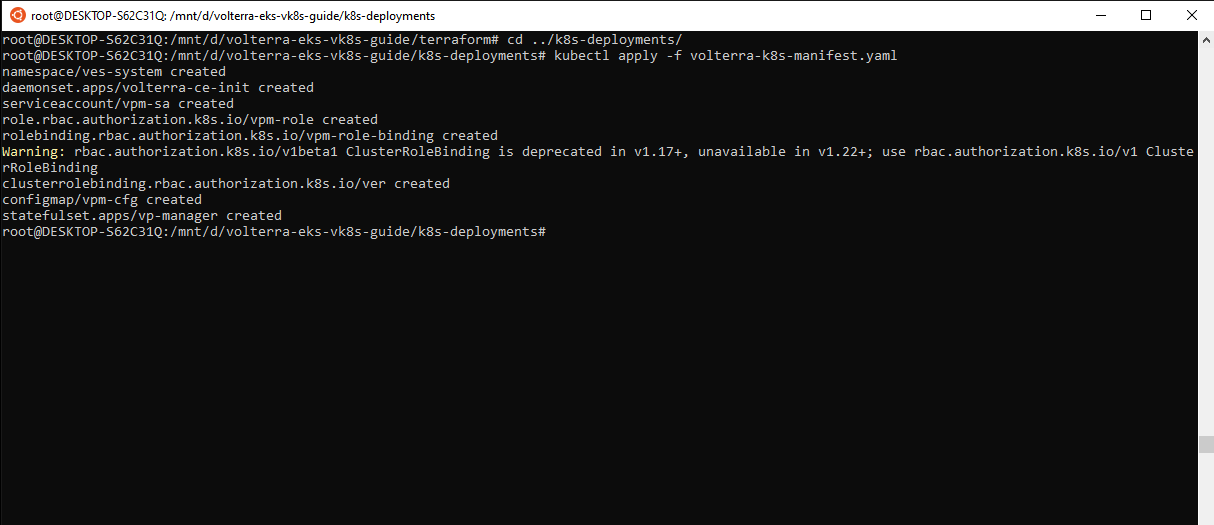 root@DESKTOP-S62C31Q: /mnt/d/volterra-eks-vk8s-guide/k8s-deployments
root@DESKTOP-S62C31Q:/mnt/d/volterra-eks-vk8s-guide/terraform# cd ../k8s-deployments/
root@DESKTOP-S62C31Q:/mnt/d/volterra-eks-vk8s-guide/k8s-deployments# kubectl apply -f volterra-k8s-manifest.yaml
namespace/ves-system created
daemonset.apps/volterra-ce-init created
serviceaccount/vpm-sa created
role.rbac.authorization.k8s.io/vpm-role created
rolebinding.rbac.authorization.k8s.io/vpm-role-binding created
Warning: rbac.authorization.k8s.io/v1beta1 ClusterRoleBinding is deprecated in v1.17+, unavailable in v1.22+; use rbac.authorization.k8s.io/v1 Cluste
rRoleBinding
clusterrolebinding.rbac.authorization.k8s.io/ver created
configmap/vpm-cfg created
statefulset.apps/vp-manager created
root@DESKTOP-S62C31Q:/mnt/d/volterra-eks-vk8s-guide/k8s-deployments#